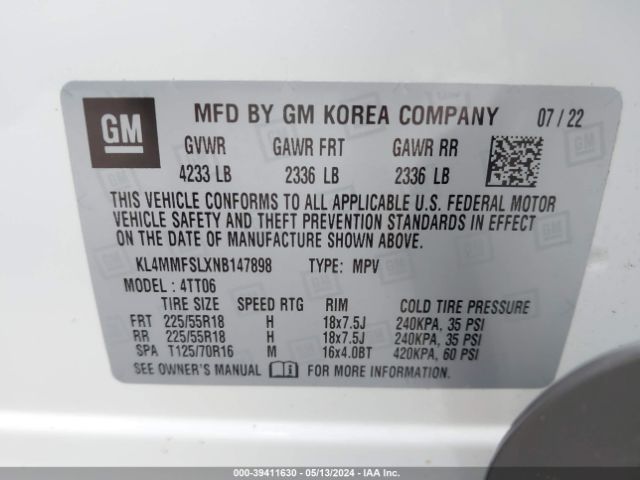 GM MFD BY GM KOREA COMPANY 07 / 22
GVWR GAWR FRT GAWR RR
4233 LB 2336 LB 2336 LB
THIS VEHICLE CONFORMS TO ALL APPLICABLE U.S. FEDERAL MOTOR
VEHICLE SAFETY AND THEFT PREVENTION STANDARDS IN EFFECT
ON THE DATE OF MANUFACTURE SHOWN ABOVE.
KL4MMFSLXNB147898 TYPE: MPV
MODEL : 4TT06
TIRE SIZE SPEED RTG RIM COLD TIRE PRESSURE
FRT 225/55R18 H 18x7.5J 240KPA, 35 PSI
RR 225/55R18 H 18x7.5J 240KPA, 35 PSI
SPA T125/70R16 M 16x4.0BT 420KPA, 60 PSI
SEE OWNER'S MANUAL FOR MORE INFORMATION.
000-39411630 - 05/13/2024 - IAA Inc.